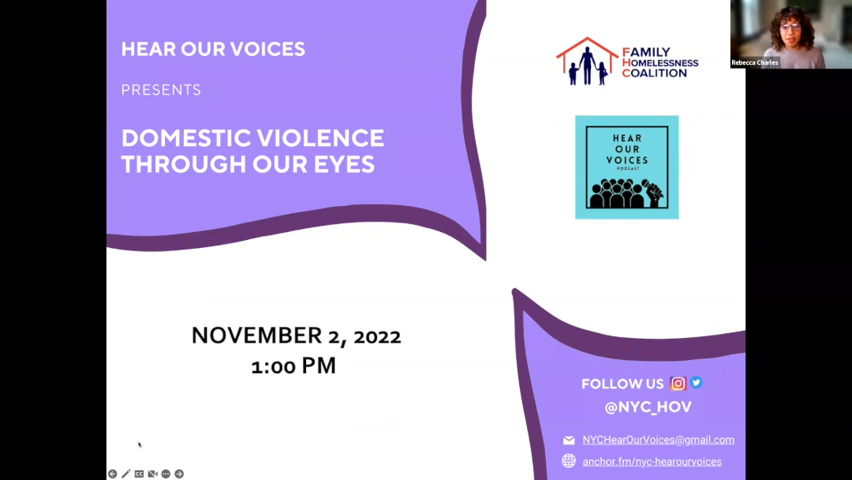 HEAR OUR VOICES
PRESENTS
DOMESTIC VIOLENCE
THROUGH OUR EYES
FAMILY
HOMELESSNESS
COALITION
HEAR
OUR
VOICES
PODCAST
Rebecca Charles
NOVEMBER 2, 2022
1:00 PM
FOLLOW US
@NYC_HOV
NYCHearOurVoices@gmail.com
anchor.fm/nyc-hearourvoices
CC